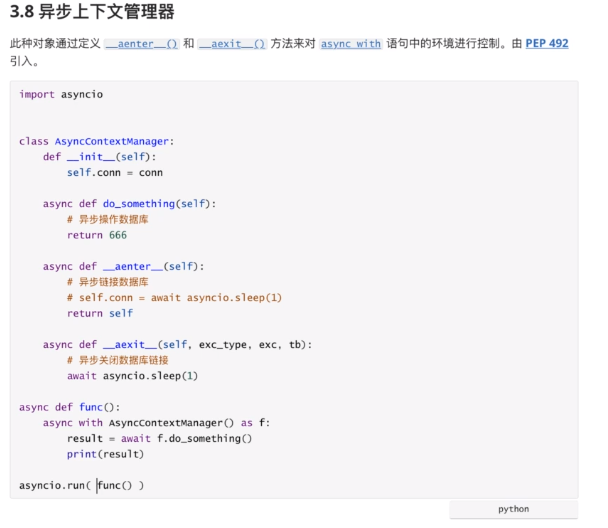 3.8 异步上下文管理器
此种对象通过定义 __aenter__() 和 __aexit__() 方法来对 async with 语句中的环境进行控制。由 PEP 492
引入。
import asyncio
class AsyncContextManager:
    def __init__(self):
        self.conn = conn
    async def do_something(self):
        # 异步操作数据库
        return 666
    async def __aenter__(self):
        # 异步链接数据库
        # self.conn = await asyncio.sleep(1)
        return self
    async def __aexit__(self, exc_type, exc, tb):
        # 异步关闭数据库链接
        await asyncio.sleep(1)
async def func():
    async with AsyncContextManager() as f:
        result = await f.do_something()
        print(result)
asyncio.run( func() )
python